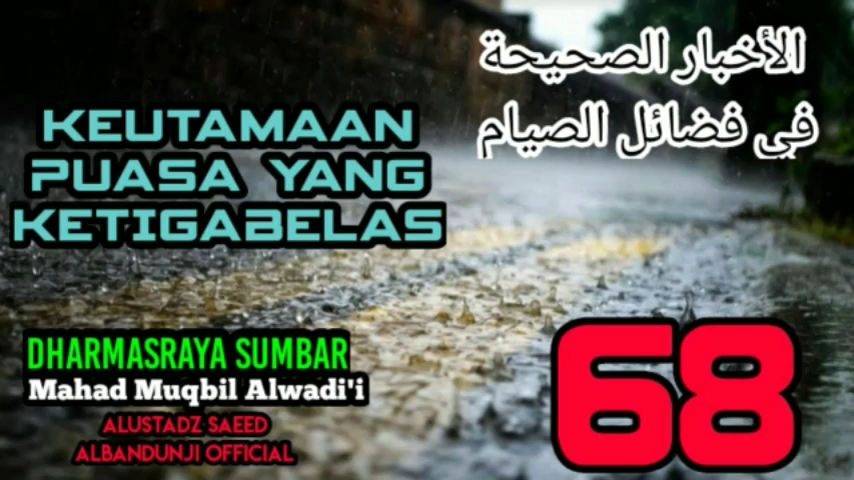 الأخبار الصحيحة
في فضائل الصيام
KEUTAMAAN
PUASA YANG
KETIGABELAS
DHARMASRAYA SUMBAR
Mahad Muqbil Alwadi'i
ALUSTADZ SAEED
ALBANDUNJI OFFICIAL
68